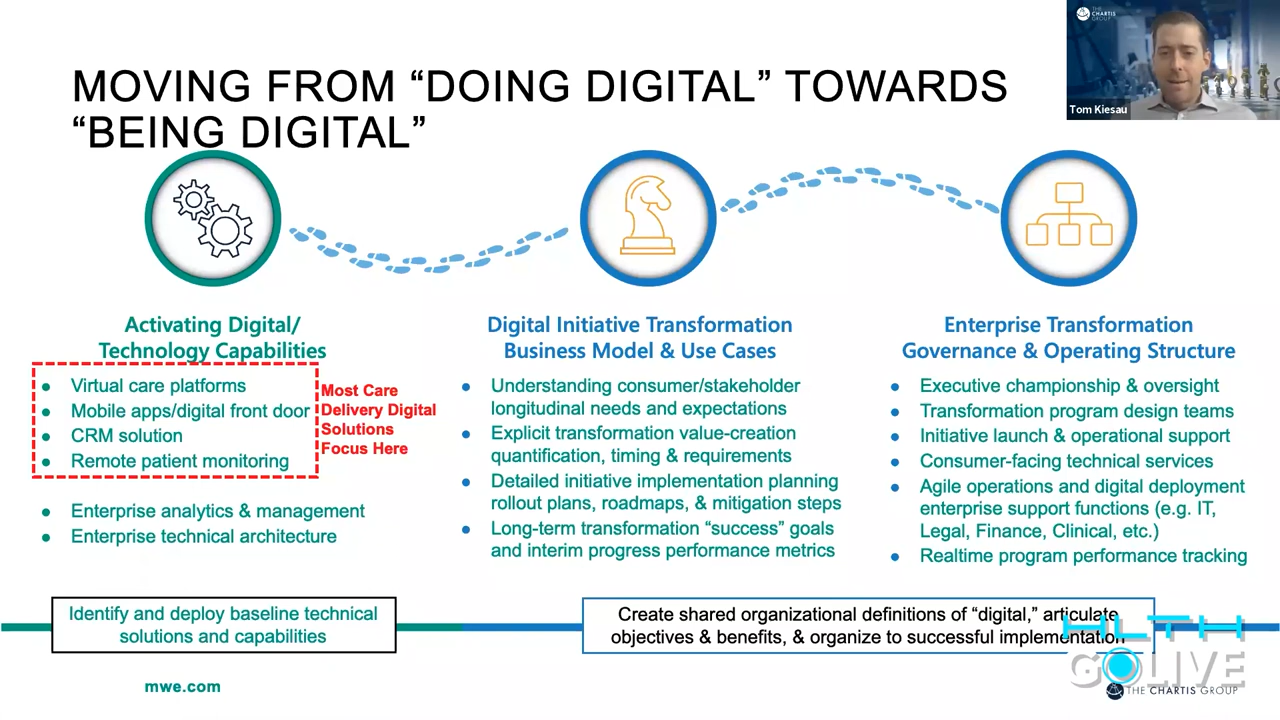 THE
CHARTIS
GROUP
Tom Kiesau
MOVING FROM “DOING DIGITAL” TOWARDS
“BEING DIGITAL”
Activating Digital/
Technology Capabilities
● Virtual care platforms
● Mobile apps/digital front door
● CRM solution
● Remote patient monitoring
Most Care
Delivery Digital
Solutions
Focus Here
● Enterprise analytics & management
● Enterprise technical architecture
Identify and deploy baseline technical
solutions and capabilities
Digital Initiative Transformation
Business Model & Use Cases
● Understanding consumer/stakeholder
longitudinal needs and expectations
● Explicit transformation value-creation
quantification, timing & requirements
● Detailed initiative implementation planning
rollout plans, roadmaps, & mitigation steps
● Long-term transformation “success” goals
and interim progress performance metrics
Enterprise Transformation
Governance & Operating Structure
● Executive championship & oversight
● Transformation program design teams
● Initiative launch & operational support
● Consumer-facing technical services
● Agile operations and digital deployment
enterprise support functions (e.g. IT,
Legal, Finance, Clinical, etc.)
● Realtime program performance tracking
Create shared organizational definitions of “digital,” articulate
objectives & benefits, & organize to successful implementation
mwe.com
HLTH
GOLIVE
THE CHARTIS GROUP